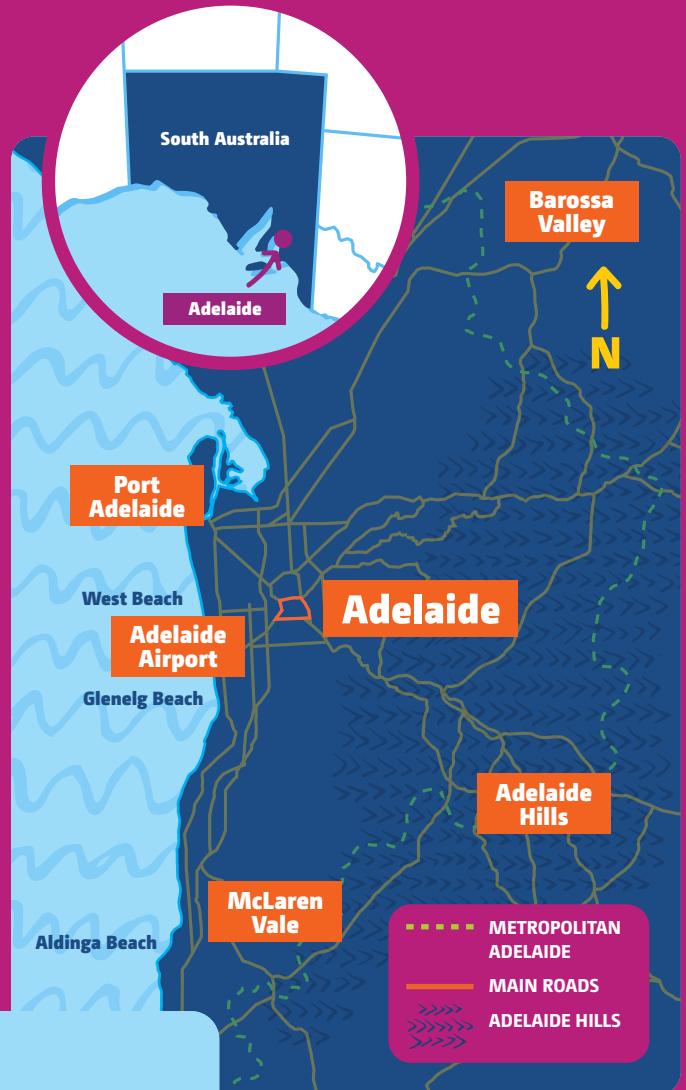 South Australia
Adelaide
Barossa
Valley
N
Port
Adelaide
West Beach
Adelaide
Adelaide
Airport
Glenelg Beach
Adelaide
Hills
McLaren
Vale
Aldinga Beach
METROPOLITAN
ADELAIDE
MAIN ROADS
ADELAIDE HILLS